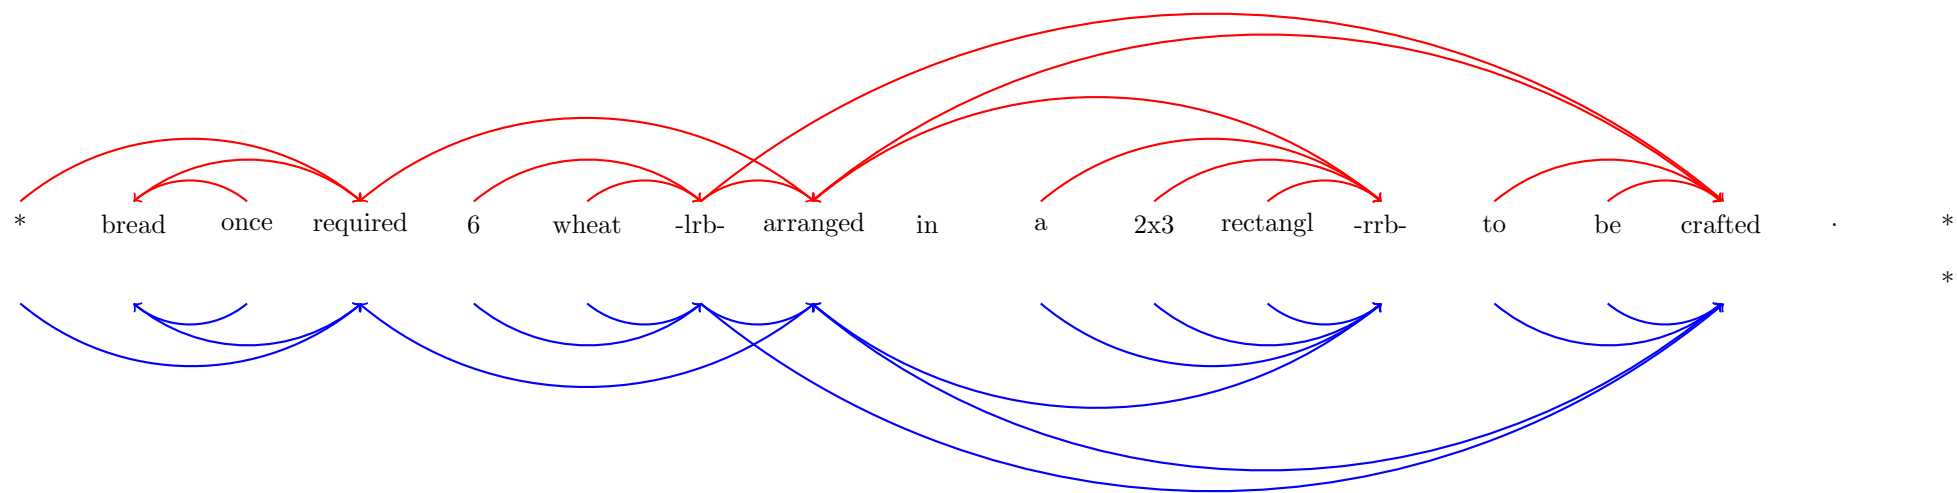 * bread once required 6 wheat -lrb- arranged in a 2x3 rectangl -rrb- to be crafted . *
*